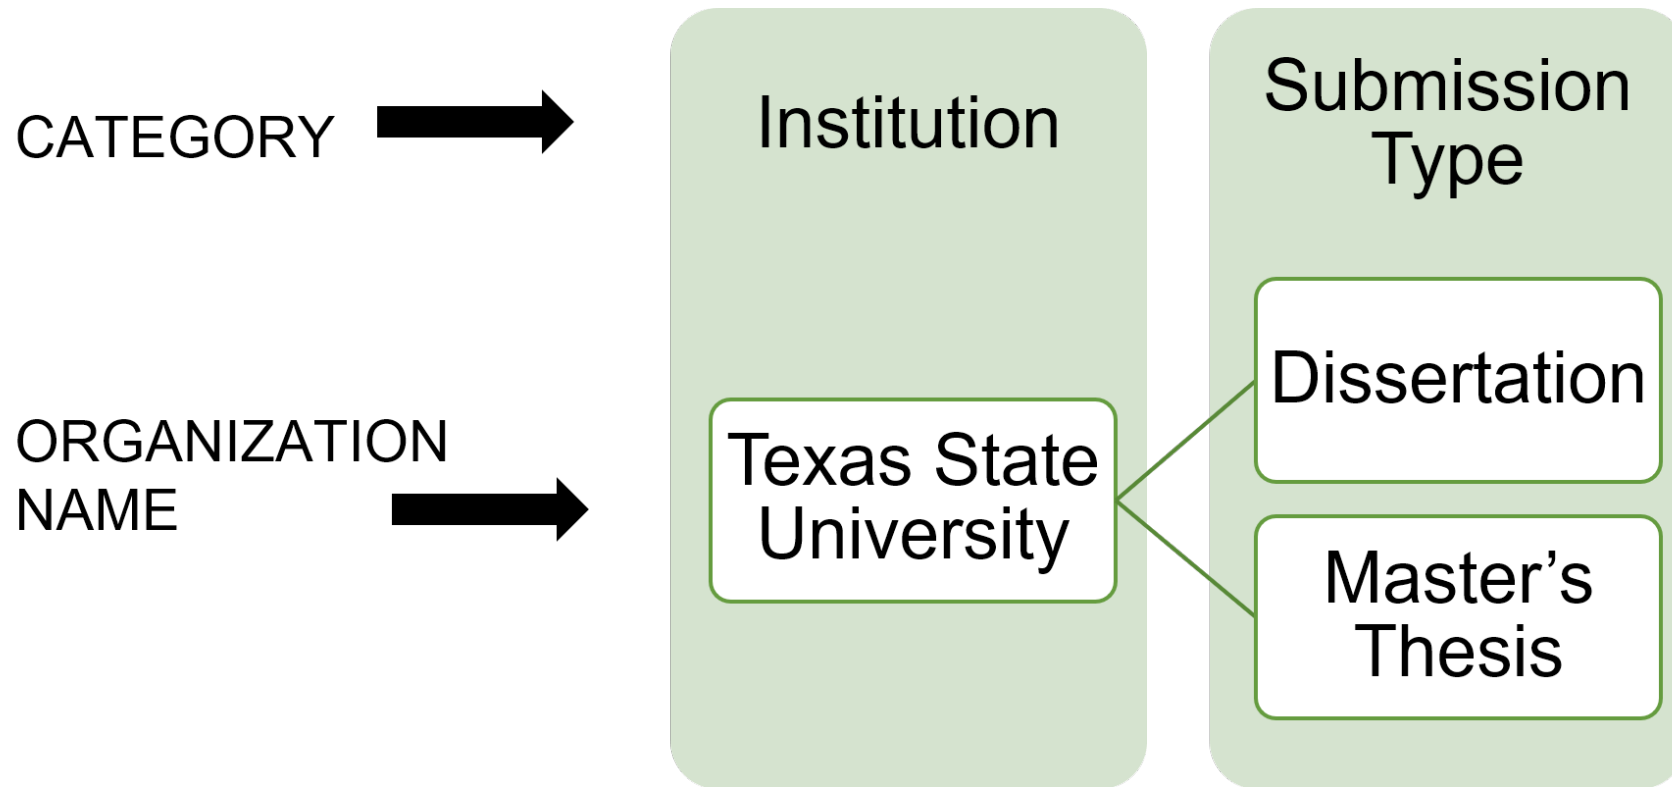 CATEGORY
Institution
Submission
Type
ORGANIZATION
NAME
Texas State
University
Dissertation
Master’s
Thesis